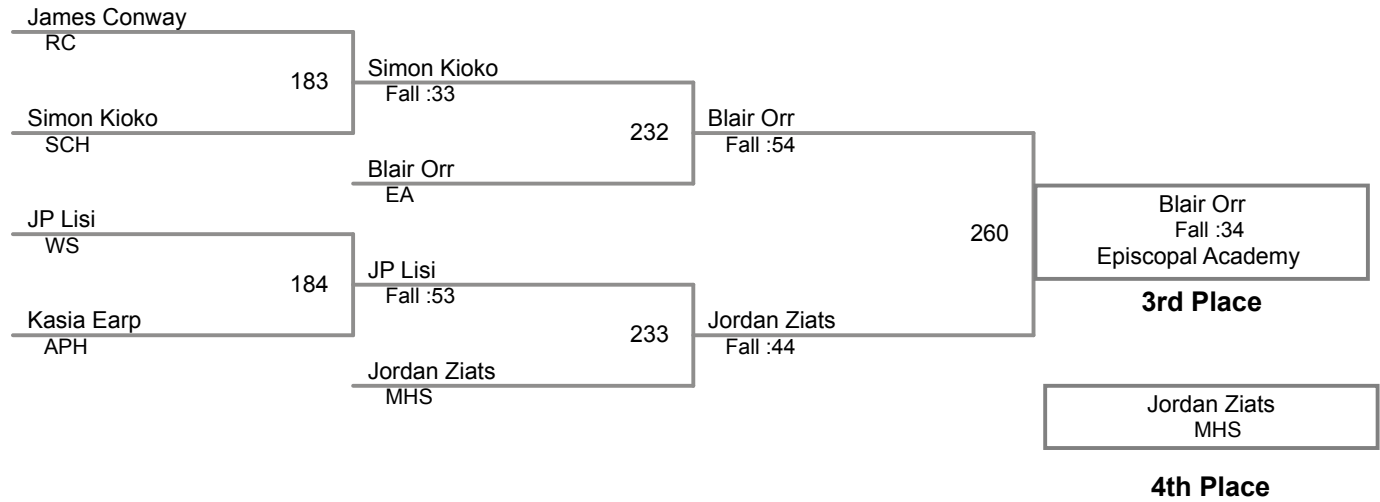 James Conway
RC
183
Simon Kioko
Fall :33
Simon Kioko
SCH
232
Blair Orr
Fall :54
Blair Orr
EA
JP Lisi
WS
184
JP Lisi
Fall :53
Kasia Earp
APH
233
Jordan Ziats
Fall :44
Jordan Ziats
MHS
260
Blair Orr
Fall :34
Episcopal Academy
3rd Place
Jordan Ziats
MHS
4th Place